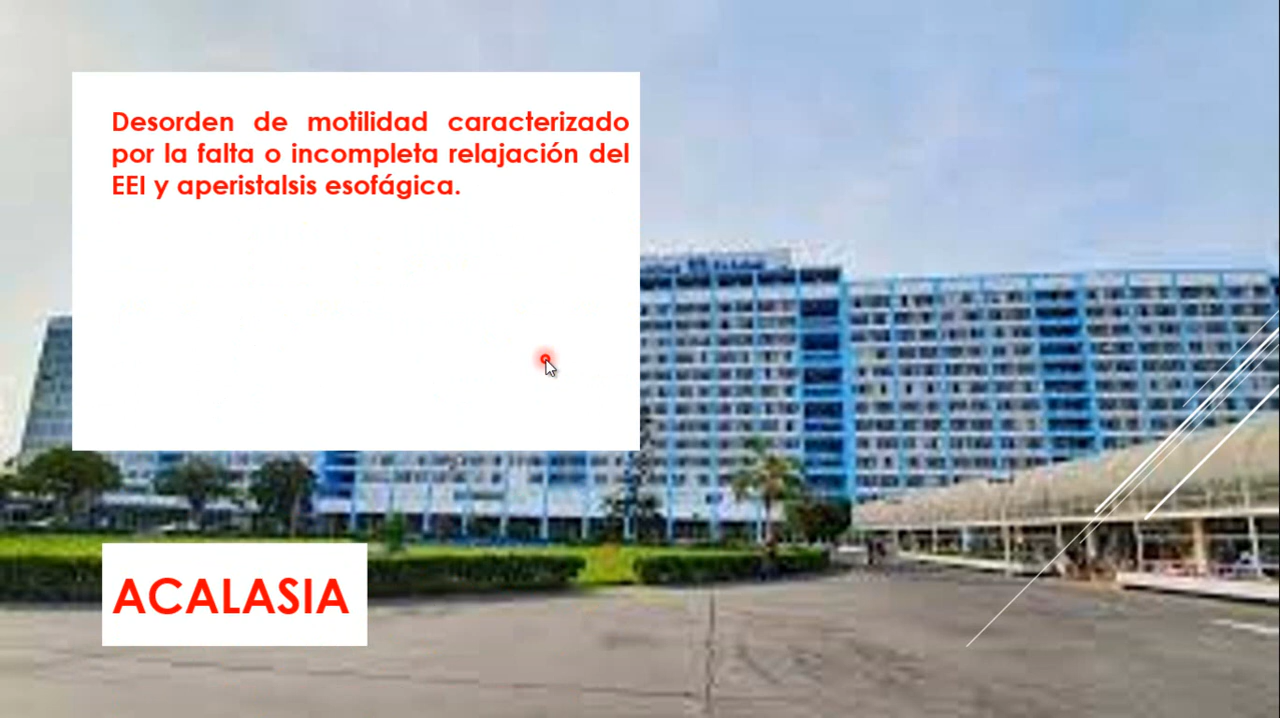 Desorden de motilidad caracterizado
por la falta o incompleta relajación del
EEI y aperistalsis esofágica.
ACALASIA